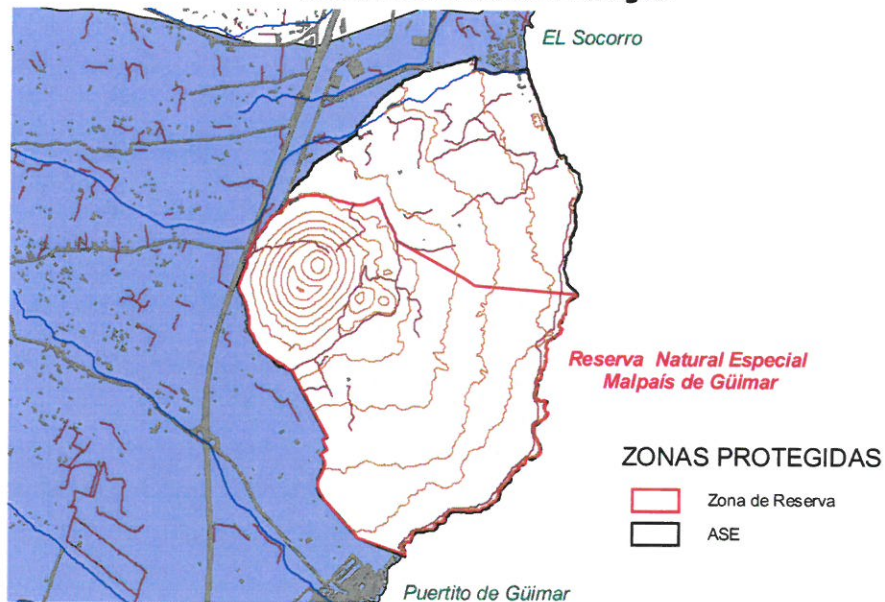 EL Socorro
Reserva Natural Especial
Malpaís de Güimar
ZONAS PROTEGIDAS
Zona de Reserva
ASE
Puertito de Güimar